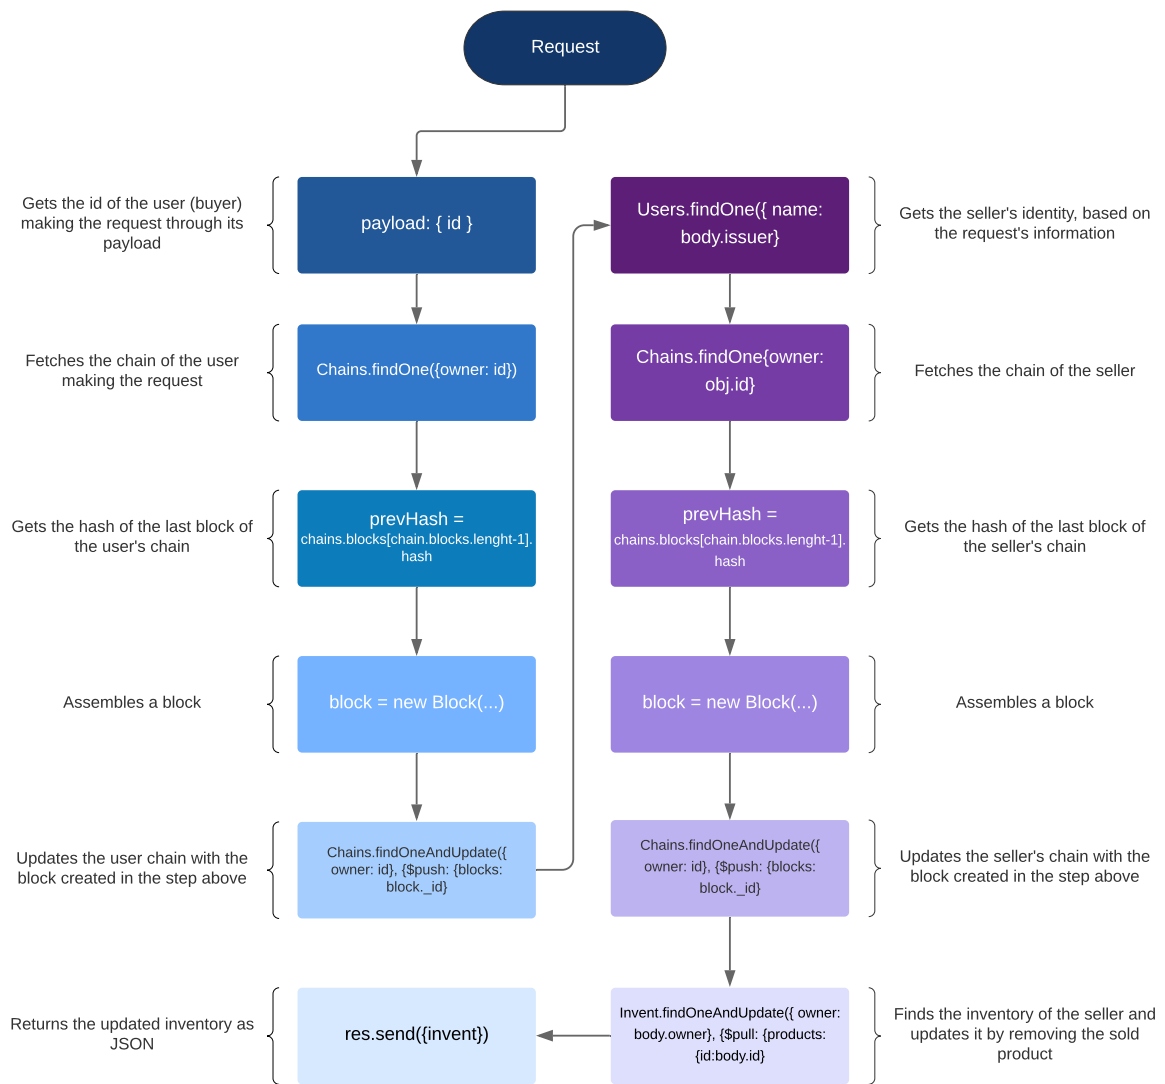 Request
Gets the id of the user (buyer)
making the request through its
payload
payload: { id }
Fetches the chain of the user
making the request
Chains.findOne({owner: id})
Gets the hash of the last block of
the user's chain
prevHash =
chains.blocks[chain.blocks.lenght-1].
hash
Assembles a block
block = new Block(...)
Updates the user chain with the
block created in the step above
Chains.findOneAndUpdate({
owner: id}, {$push: {blocks:
block._id}
Users.findOne({ name:
body.issuer}
Gets the seller's identity, based on
the request's information
Chains.findOne{owner:
obj.id}
Fetches the chain of the seller
prevHash =
chains.blocks[chain.blocks.lenght-1].
hash
Gets the hash of the last block of
the seller's chain
block = new Block(...)
Assembles a block
Chains.findOneAndUpdate({
owner: id}, {$push: {blocks:
block._id}
Updates the seller's chain with the
block created in the step above
Invent.findOneAndUpdate({ owner:
body.owner}, {$pull: {products:
{id:body.id}
Finds the inventory of the seller and
updates it by removing the sold
product
res.send({invent})
Returns the updated inventory as
JSON